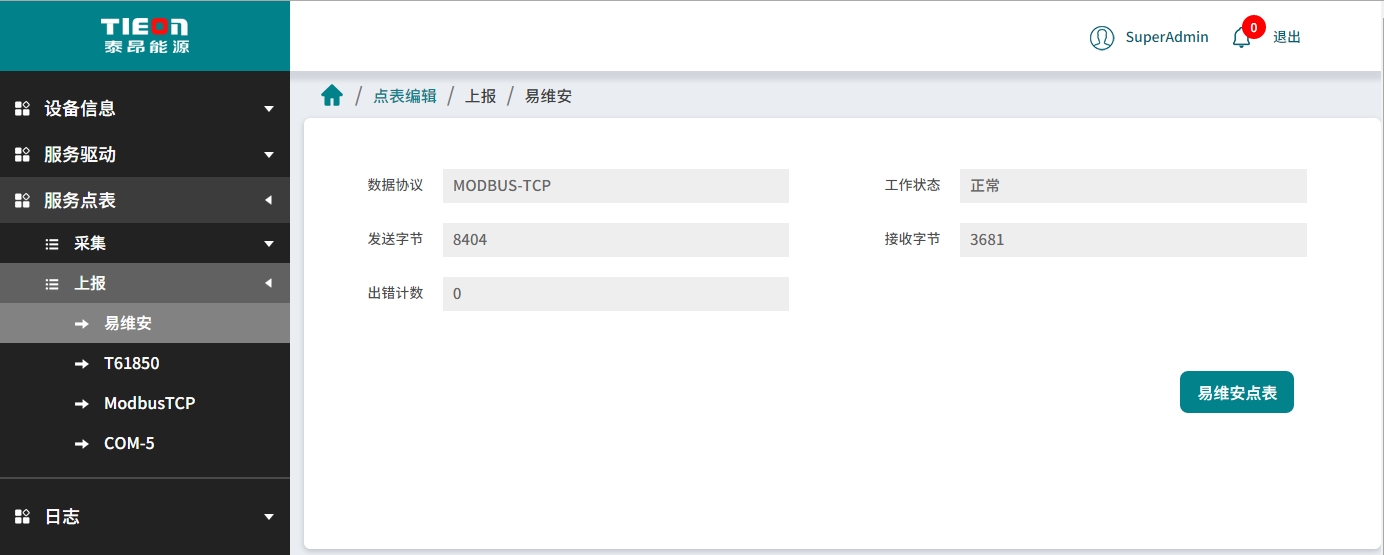 TIEON
泰昂能源
SuperAdmin
0
退出
设备信息
服务驱动
服务点表
采集
上报
易维安
T61850
ModbusTCP
COM-5
日志
/ 点表编辑 / 上报 / 易维安
数据协议 MODBUS-TCP 工作状态 正常
发送字节 8404 接收字节 3681
出错计数 0
易维安点表